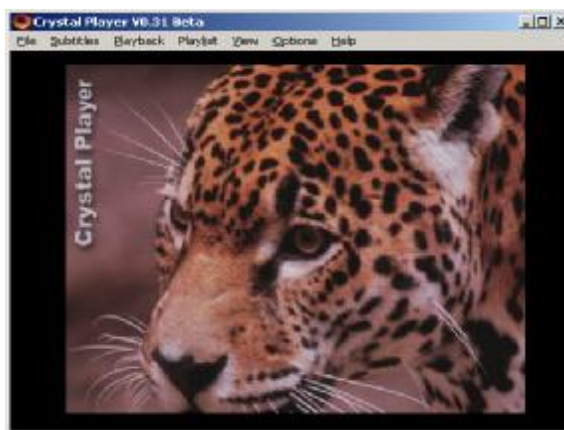 Crystal Player V0.31 Beta
File Subtitles Playback Playlist View Options Help
Crystal Player